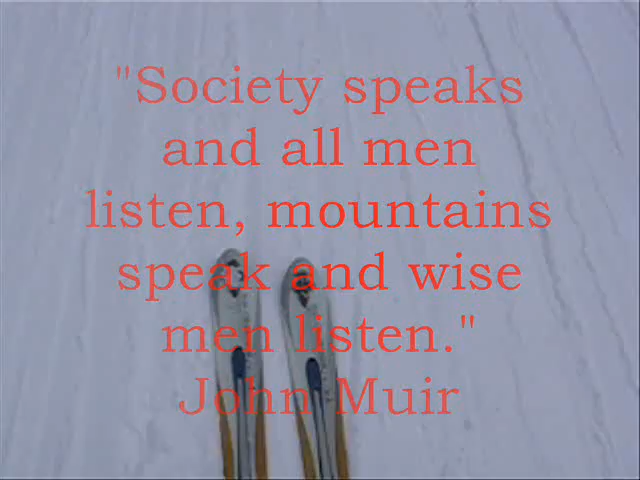 "Society speaks
and all men
listen, mountains
speak and wise
men listen."
John Muir